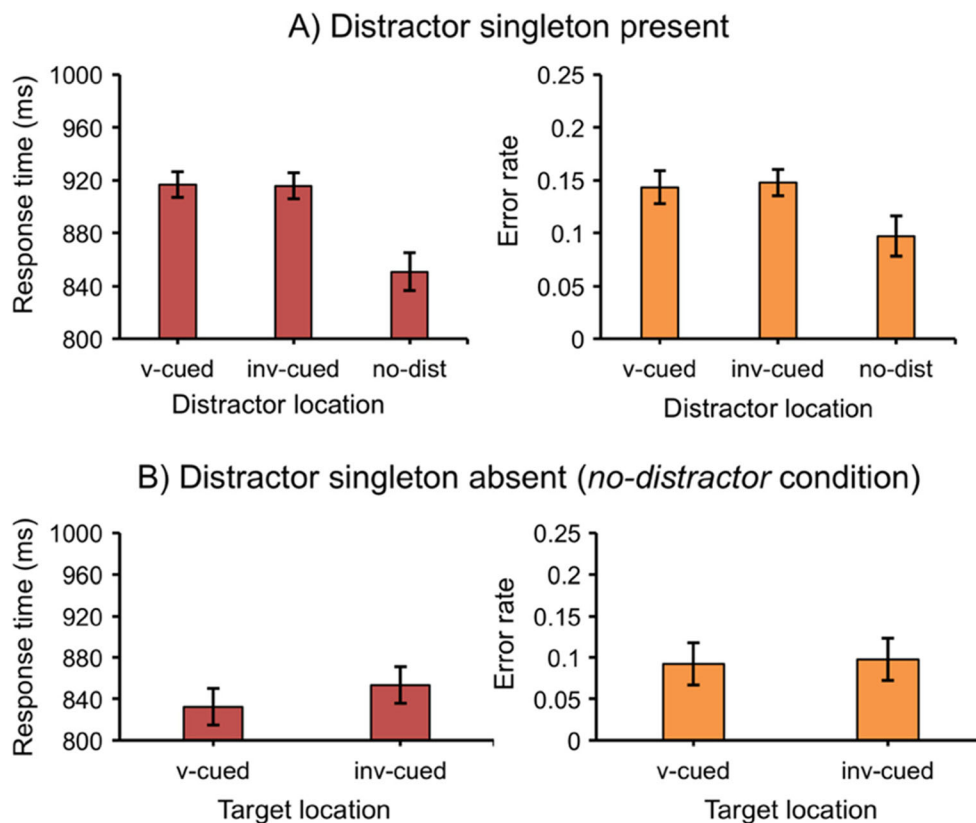 A) Distractor singleton present
Response time (ms)
1000
960
920
880
840
800
v-cued inv-cued no-dist
Distractor location
Error rate
0.25
0.2
0.15
0.1
0.05
0
v-cued inv-cued no-dist
Distractor location
B) Distractor singleton absent (no-distractor condition)
Response time (ms)
1000
960
920
880
840
800
v-cued inv-cued
Target location
Error rate
0.25
0.2
0.15
0.1
0.05
0
v-cued inv-cued
Target location